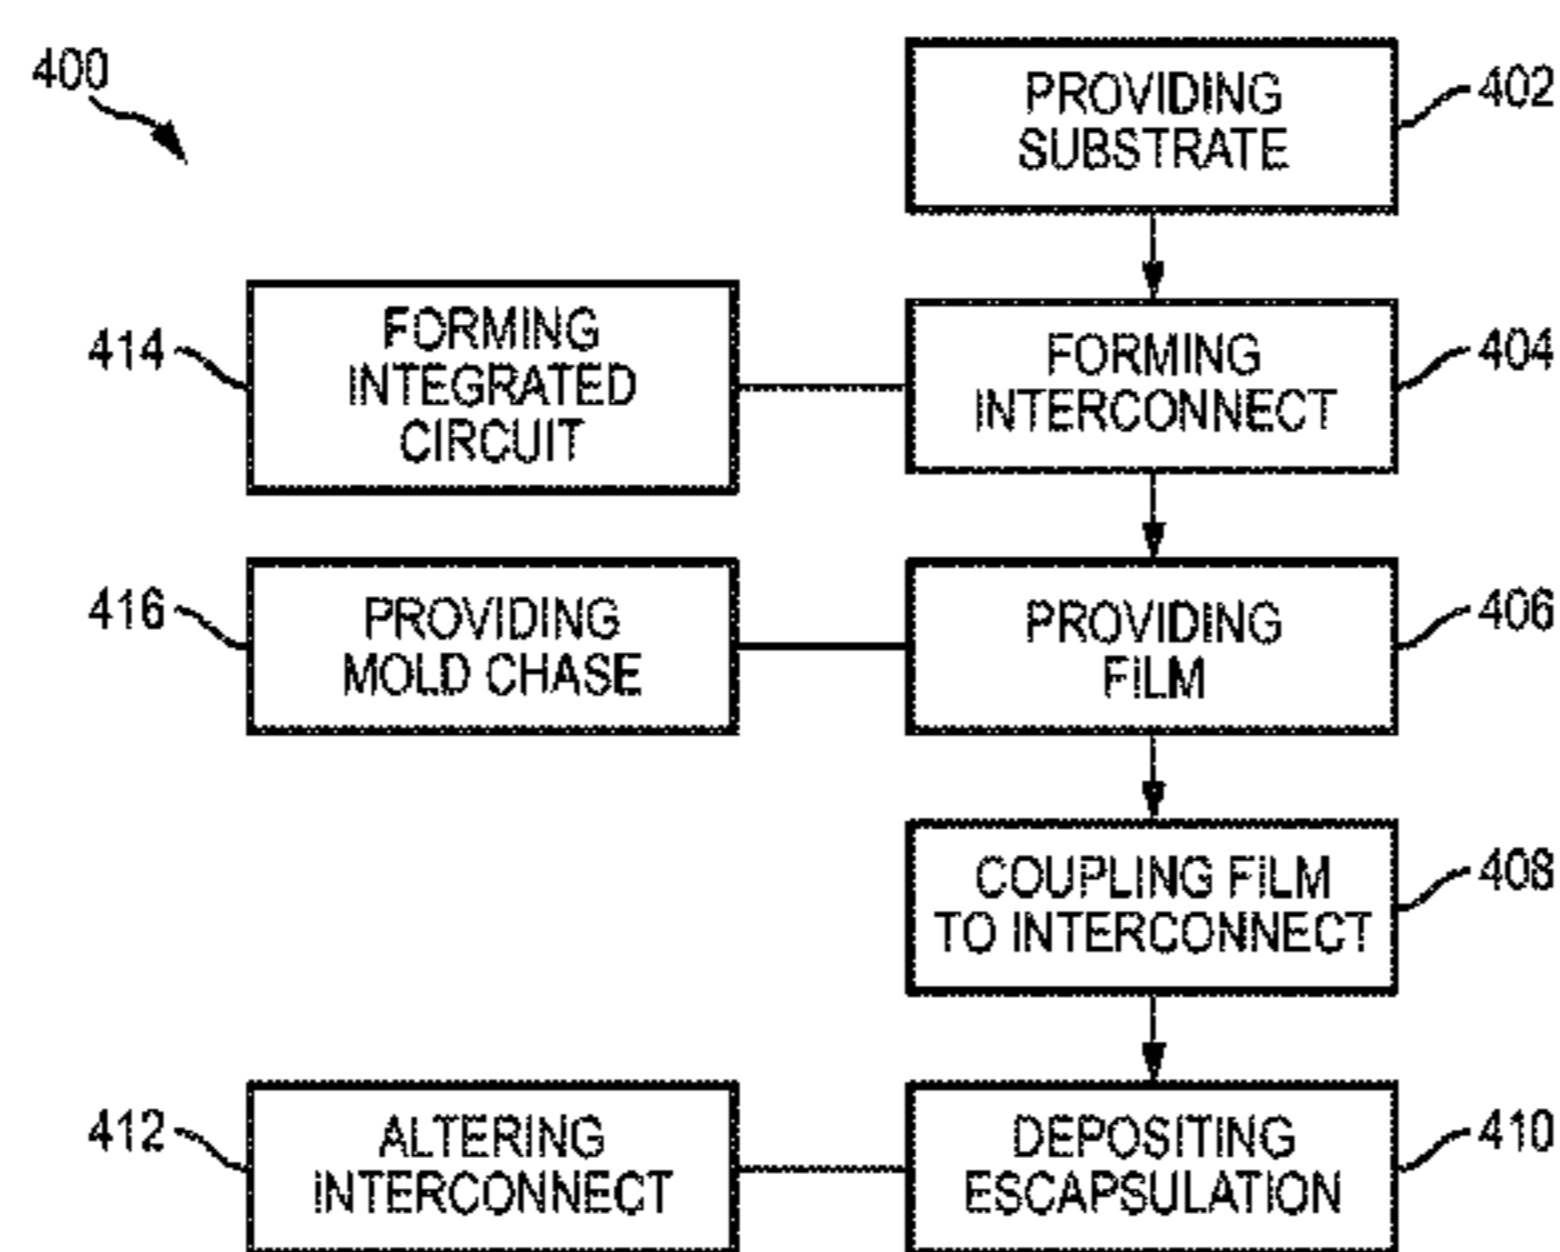 400
PROVIDING
SUBSTRATE
402
FORMING
INTEGRATED
CIRCUIT
414
FORMING
INTERCONNECT
404
416
PROVIDING
MOLD CHASE
PROVIDING
FILM
406
COUPLING FILM
TO INTERCONNECT
408
412
ALTERING
INTERCONNECT
DEPOSITING
ESCAPSULATION
410